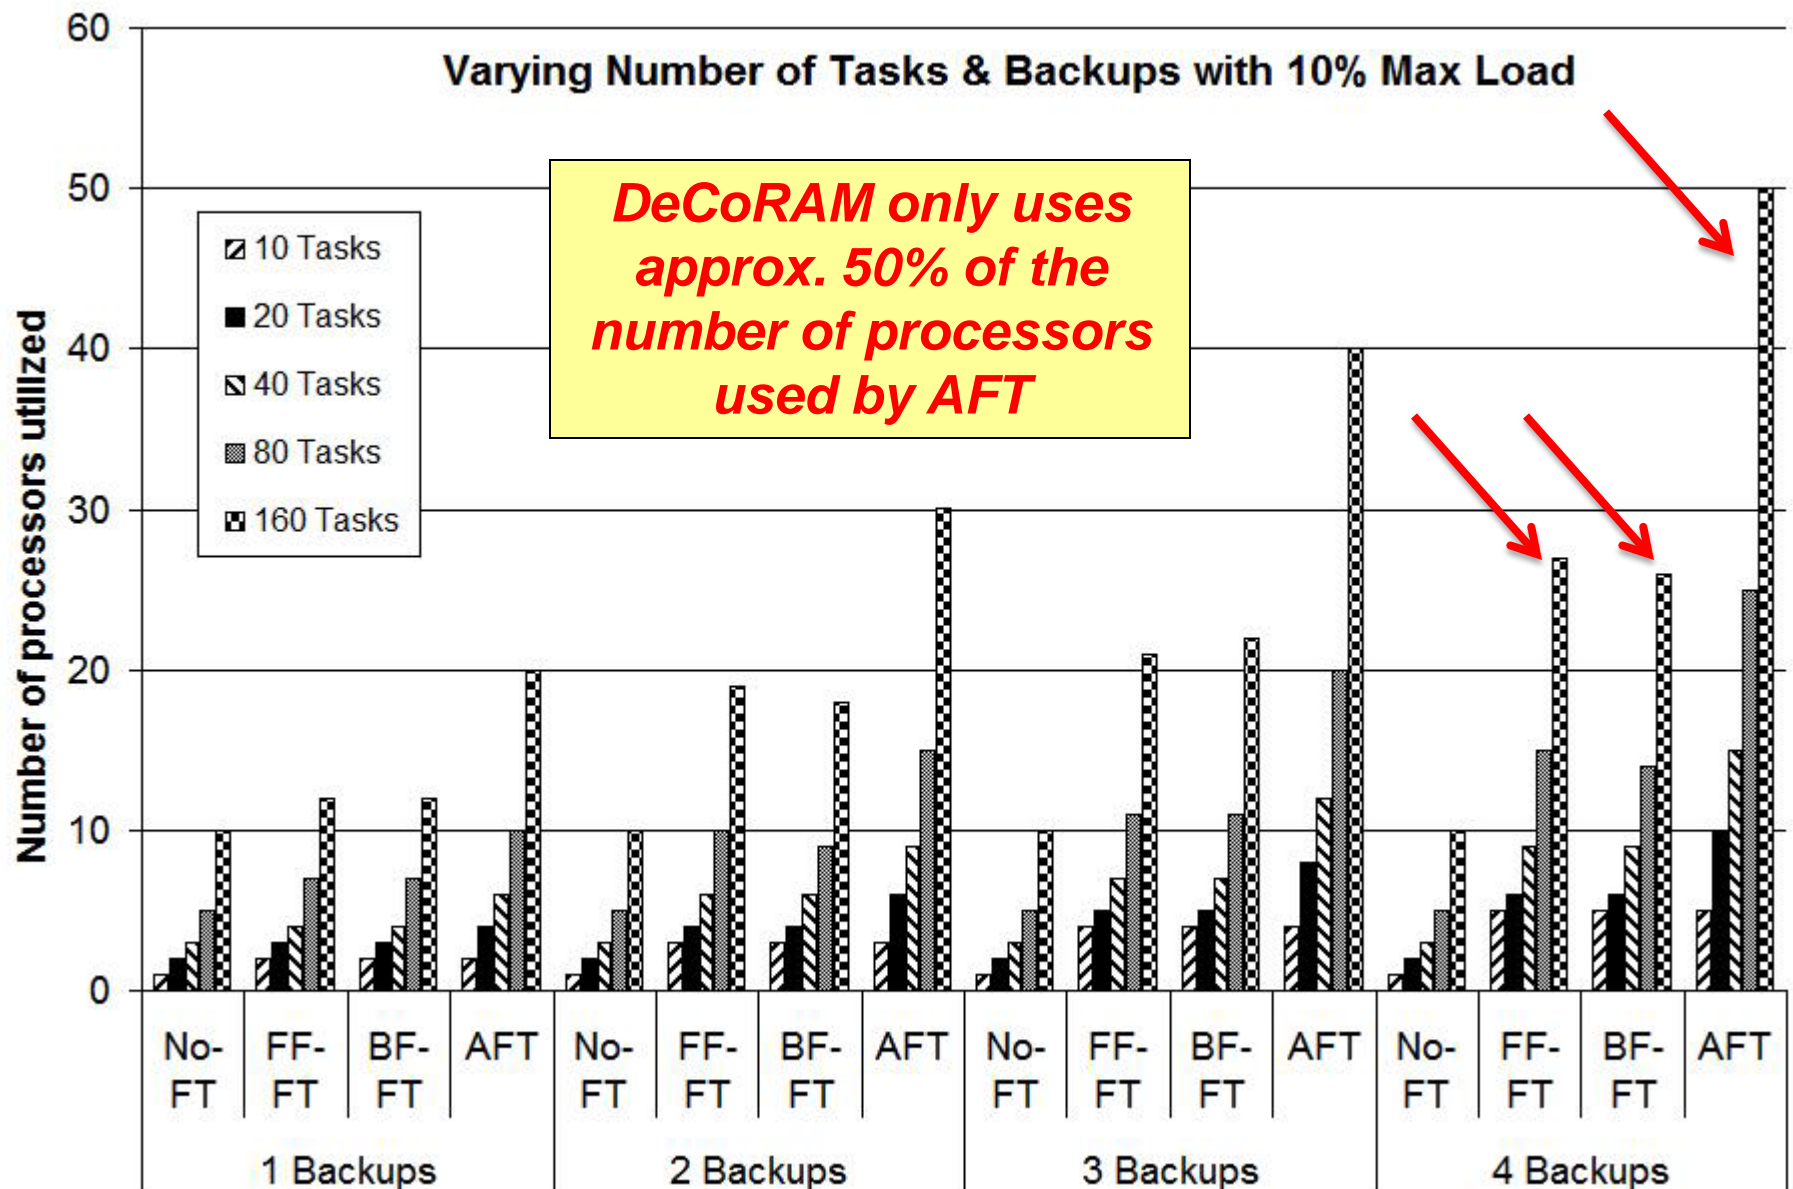 Varying Number of Tasks & Backups with 10% Max Load
DeCoRAM only uses
approx. 50% of the
number of processors
used by AFT
10 Tasks
20 Tasks
40 Tasks
80 Tasks
160 Tasks
Number of processors utilized
60
50
40
30
20
10
0
No-FT
FF-FT
BF-FT
AFT
No-FT
FF-FT
BF-FT
AFT
No-FT
FF-FT
BF-FT
AFT
No-FT
FF-FT
BF-FT
AFT
1 Backups
2 Backups
3 Backups
4 Backups